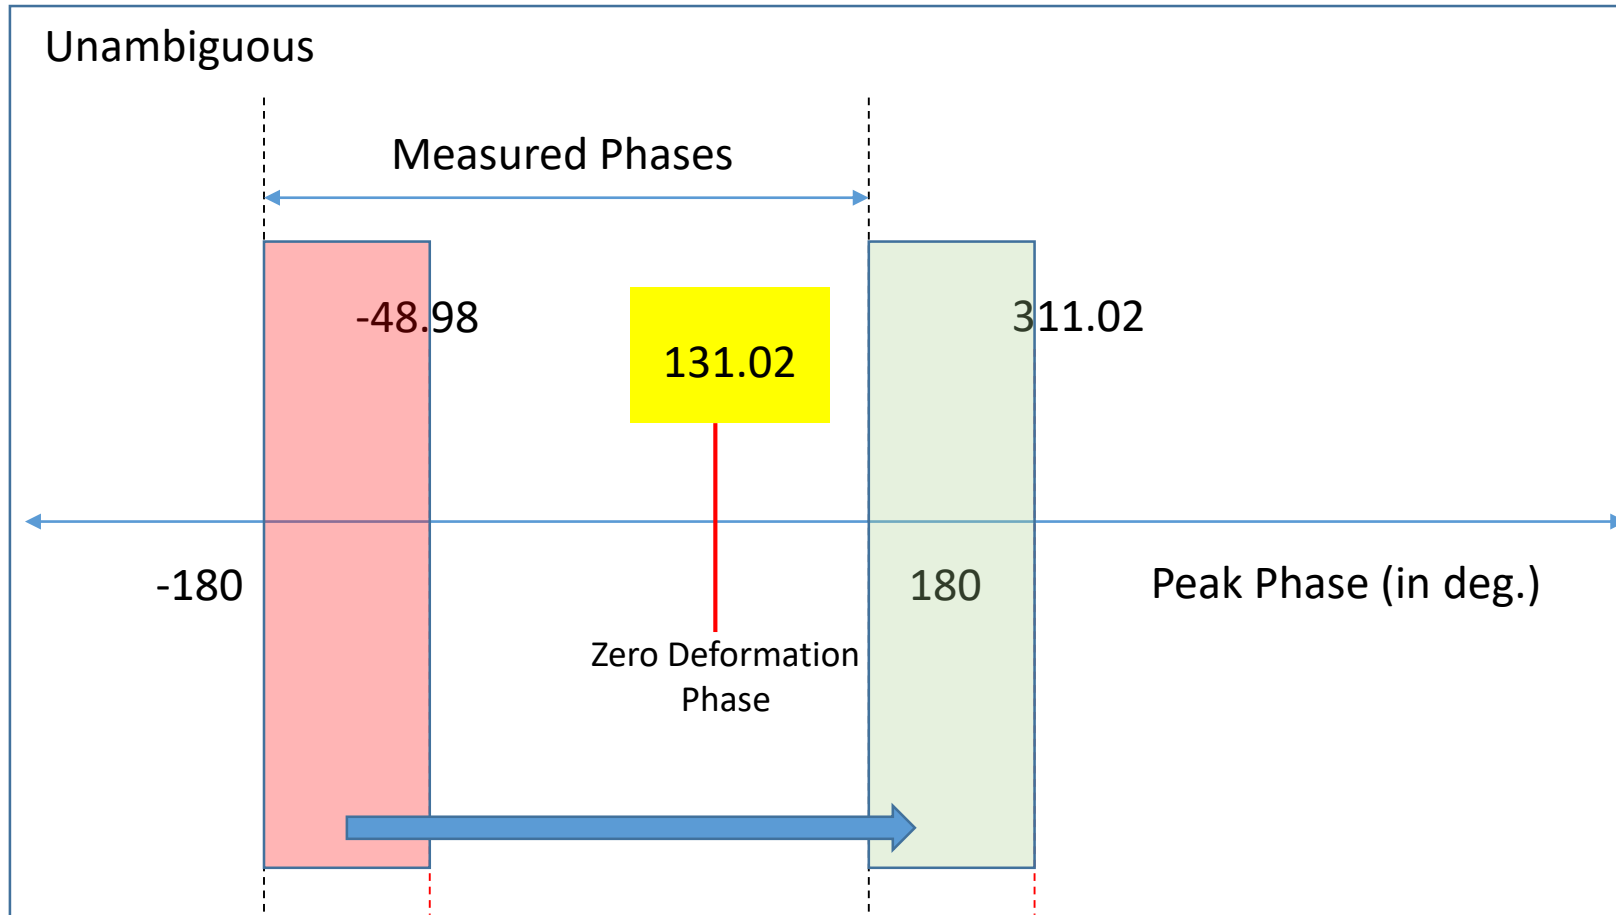 Unambiguous
Measured Phases
-48.98
311.02
131.02
-180
180
Peak Phase (in deg.)
Zero Deformation
Phase